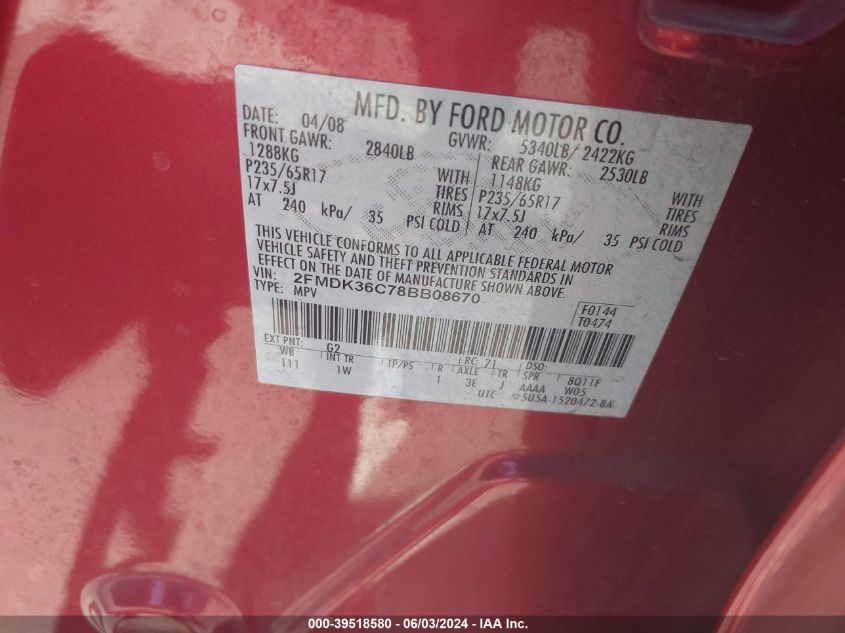 MFD. BY FORD MOTOR CO.
DATE: 04/08 GVWR: 5340LB/ 2422KG
FRONT GAWR: 2840LB REAR GAWR: 2530LB
1288KG WITH 1148KG WITH
P235/65R17 TIRES P235/65R17 TIRES
17x7.5J RIMS 17x7.5J RIMS
AT 240 kPa/ 35 PSI COLD AT 240 kPa/ 35 PSI COLD
THIS VEHICLE CONFORMS TO ALL APPLICABLE FEDERAL MOTOR
VEHICLE SAFETY AND THEFT PREVENTION STANDARDS IN
EFFECT ON THE DATE OF MANUFACTURE SHOWN ABOVE.
VIN: 2FMDK36C78BB08670
TYPE: MPV
F0144
T0474
EXT PNT: G2 RC: 71 DSO:
WB INT TR TP/PS R AXLE TR SPR 8Q11F
111 1W 1 3E J AAAA W05
UTC 5U5A-1520472-BA
000-39518580 - 06/03/2024 - IAA Inc.